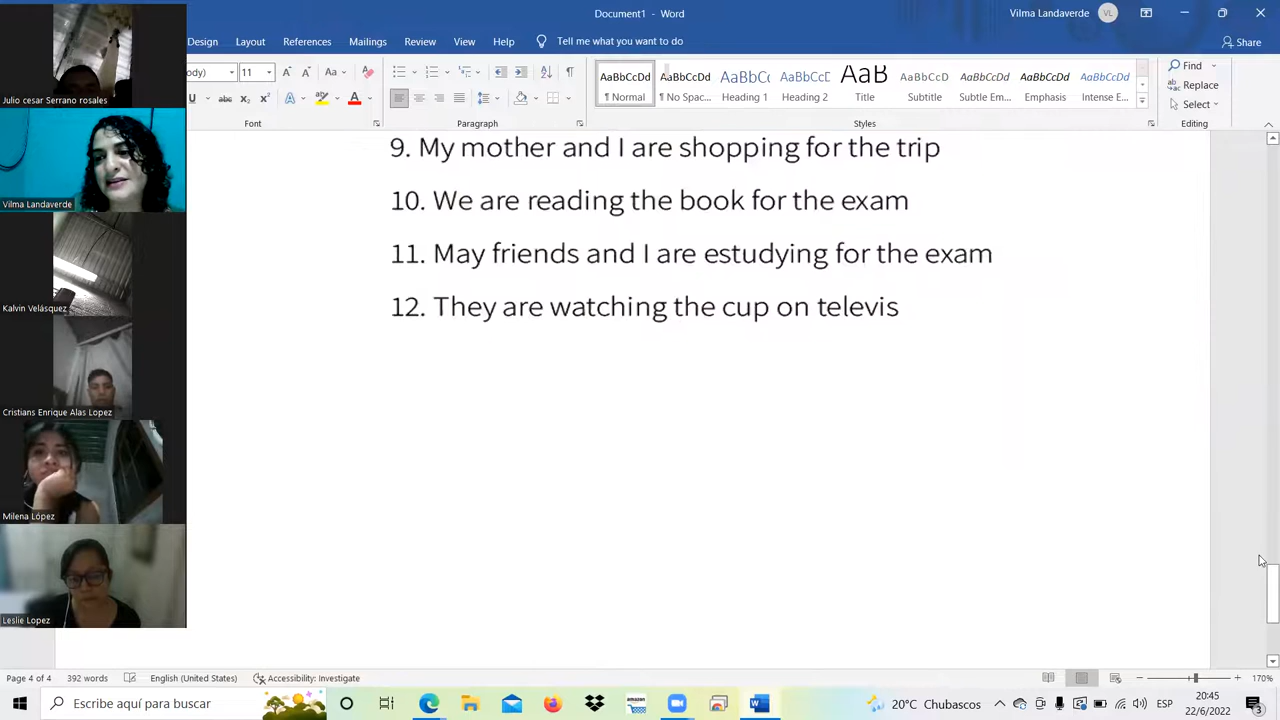 Document1 - Word
Vilma Landaverde
VL
Design Layout References Mailings Review View Help Tell me what you want to do
Share
ody) 11
Aa
AaBbCcDd AaBbCcDd AaBbCc AaBbCcD AaB AaBbCcD AaBbCcDd AaBbCcDd AaBbCcDd
¶ Normal ¶ No Spac... Heading 1 Heading 2 Title Subtitle Subtle Em... Emphasis Intense E...
Find
Replace
Select
Font Paragraph Styles Editing
9. My mother and I are shopping for the trip
10. We are reading the book for the exam
11. May friends and I are estudying for the exam
12. They are watching the cup on televis
Julio cesar Serrano rosales
Vilma Landaverde
Kalvin Velásquez
Cristians Enrique Alas Lopez
Milena López
Leslie Lopez
Page 4 of 4 392 words English (United States) Accessibility: Investigate 170%
Escribe aquí para buscar
amazon
20°C Chubascos
ESP
20:45
22/6/2022
3